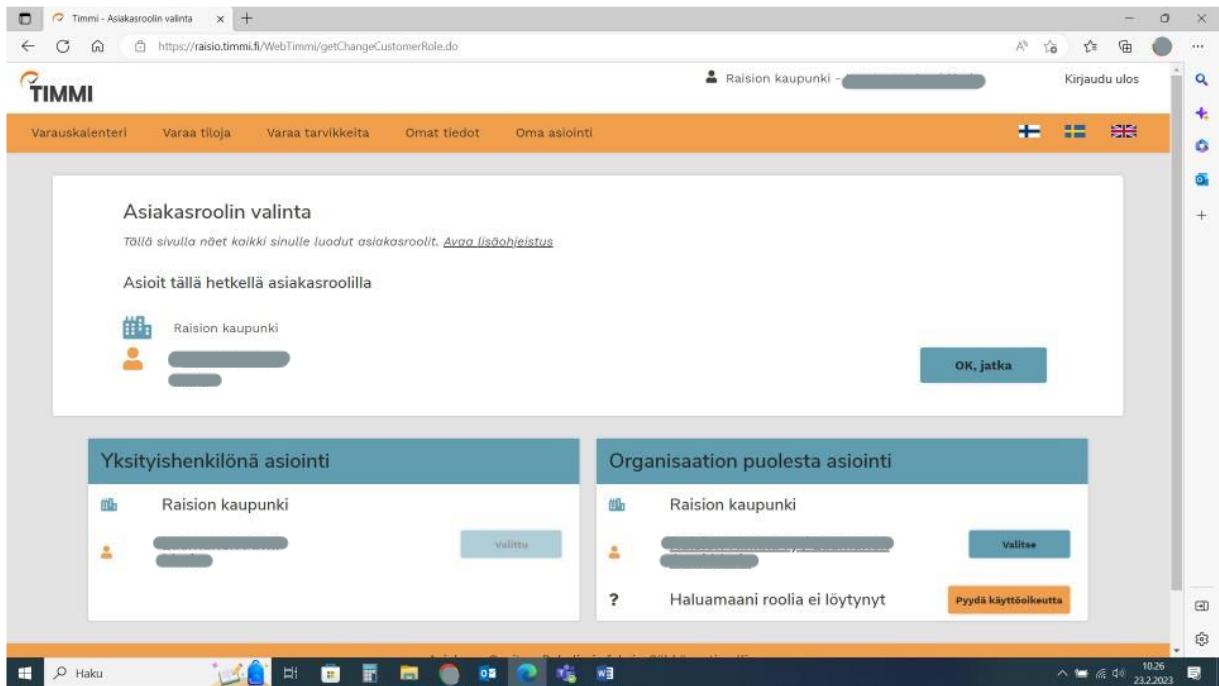 Timmi - Asiakasroolin valinta
https://raisio.timmi.fi/WebTimmi/getChangeCustomerRole.do
TIMMI
Raision kaupunki -
Kirjaudu ulos
Varauskalenteri Varaa tiloja Varaa tarvikkeita Omat tiedot Oma asiointi
Asiakasroolin valinta
Tällä sivulla näet kaikki sinulle luodut asiakasroolit. Avaa lisäohjeistus
Asioit tällä hetkellä asiakasroolilla
Raision kaupunki
OK, jatka
Yksityishenkilönä asiointi
Raision kaupunki
Valittu
Organisaation puolesta asiointi
Raision kaupunki
Valitse
? Haluamaani roolia ei löytynyt
Pyydä käyttöoikeutta
Haku
10.26
23.2.2023